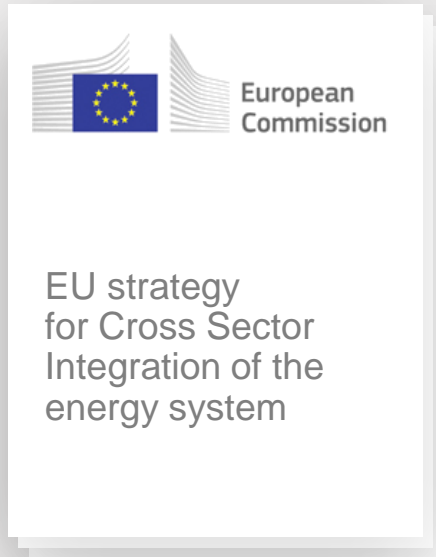 European
Commission
EU strategy
for Cross Sector
Integration of the
energy system